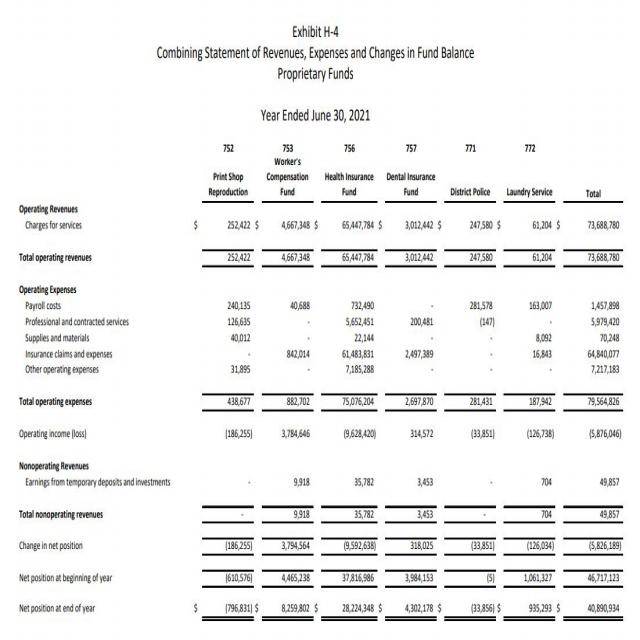 Exhibit H-4
Combining Statement of Revenues, Expenses and Changes in Fund Balance
Proprietary Funds
Year Ended June 30, 2021
752 753 756 757 771 772
Worker's
Print Shop Compensation Health Insurance Dental Insurance
Reproduction Fund Fund Fund District Police Laundry Service Total
Operating Revenues
Charges for services $ 252,422 $ 4,667,348 $ 65,447,784 $ 3,012,442 $ 247,580 $ 61,204 $ 73,688,780
Total operating revenues 252,422 4,667,348 65,447,784 3,012,442 247,580 61,204 73,688,780
Operating Expenses
Payroll costs 240,135 40,688 732,490 - 281,578 163,007 1,457,898
Professional and contracted services 126,635 - 5,652,451 200,481 (147) - 5,979,420
Supplies and materials 40,012 - 22,144 - - 8,092 70,248
Insurance claims and expenses - 842,014 61,483,831 2,497,389 - 16,843 64,840,077
Other operating expenses 31,895 - 7,185,288 - - - 7,217,183
Total operating expenses 438,677 882,702 75,076,204 2,697,870 281,431 187,942 79,564,826
Operating income (loss) (186,255) 3,784,646 (9,628,420) 314,572 (33,851) (126,738) (5,876,046)
Nonoperating Revenues
Earnings from temporary deposits and investments - 9,918 35,782 3,453 - 704 49,857
Total nonoperating revenues - 9,918 35,782 3,453 - 704 49,857
Change in net position (186,255) 3,794,564 (9,592,638) 318,025 (33,851) (126,034) (5,826,189)
Net position at beginning of year (610,576) 4,465,238 37,816,986 3,984,153 (5) 1,061,327 46,717,123
Net position at end of year $ (796,831) $ 8,259,802 $ 28,224,348 $ 4,302,178 $ (33,856) $ 935,293 $ 40,890,934